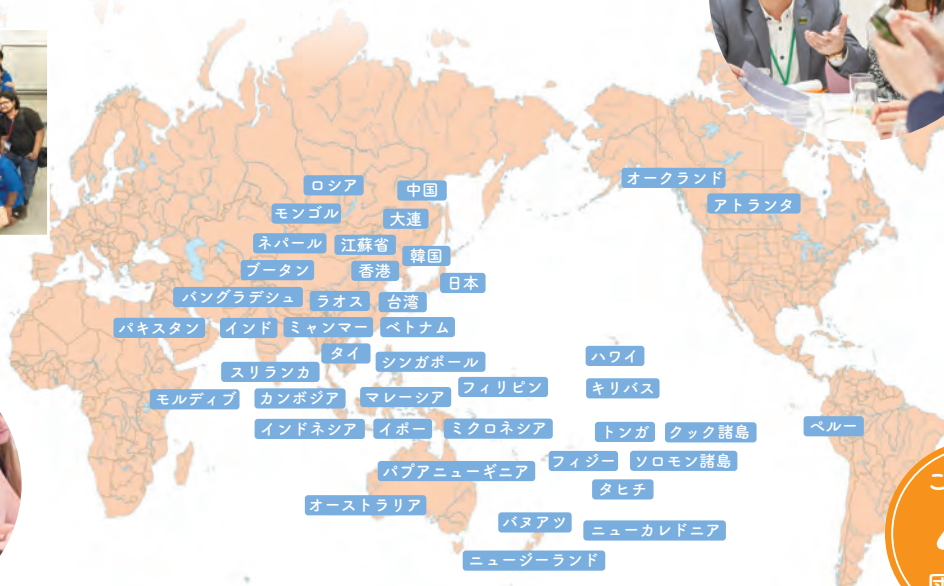 ロシア
中国
オークランド
アトランタ
モンゴル
大連
ネパール
江蘇省
韓国
ブータン
香港
日本
バングラデシュ
ラオス
台湾
パキスタン
インド
ミャンマー
ベトナム
タイ
シンガポール
ハワイ
スリランカ
フィリピン
キリバス
モルディブ
カンボジア
マレーシア
インドネシア
イポー
ミクロネシア
トンガ
クック諸島
ペルー
パプアニューギニア
フィジー
ソロモン諸島
タヒチ
オーストラリア
バヌアツ
ニューカレドニア
ニュージーランド